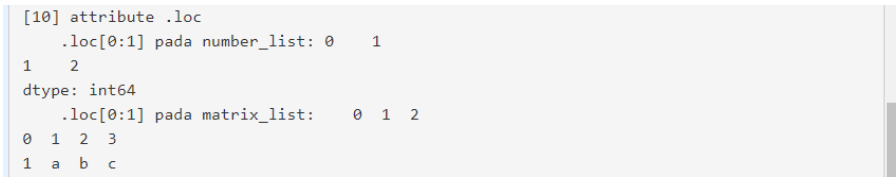 [10] attribute .loc
    .loc[0:1] pada number_list: 0    1
1    2
dtype: int64
    .loc[0:1] pada matrix_list:    0  1  2
0  1  2  3
1  a  b  c